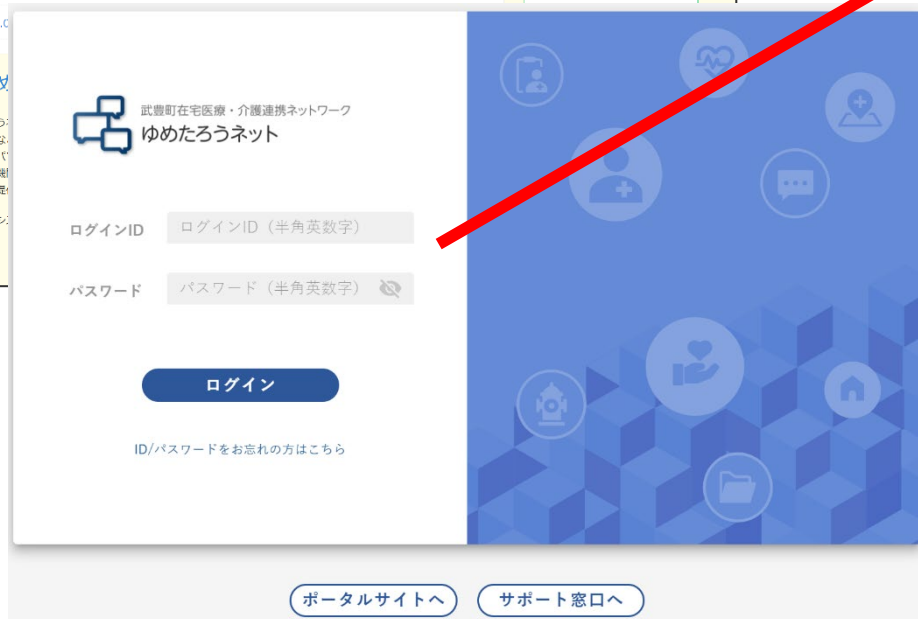 武豊町在宅医療・介護連携ネットワーク
ゆめたろうネット
ログインID
ログインID（半角英数字）
パスワード
パスワード（半角英数字）
ログイン
ID/パスワードをお忘れの方はこちら
ポータルサイトへ
サポート窓口へ